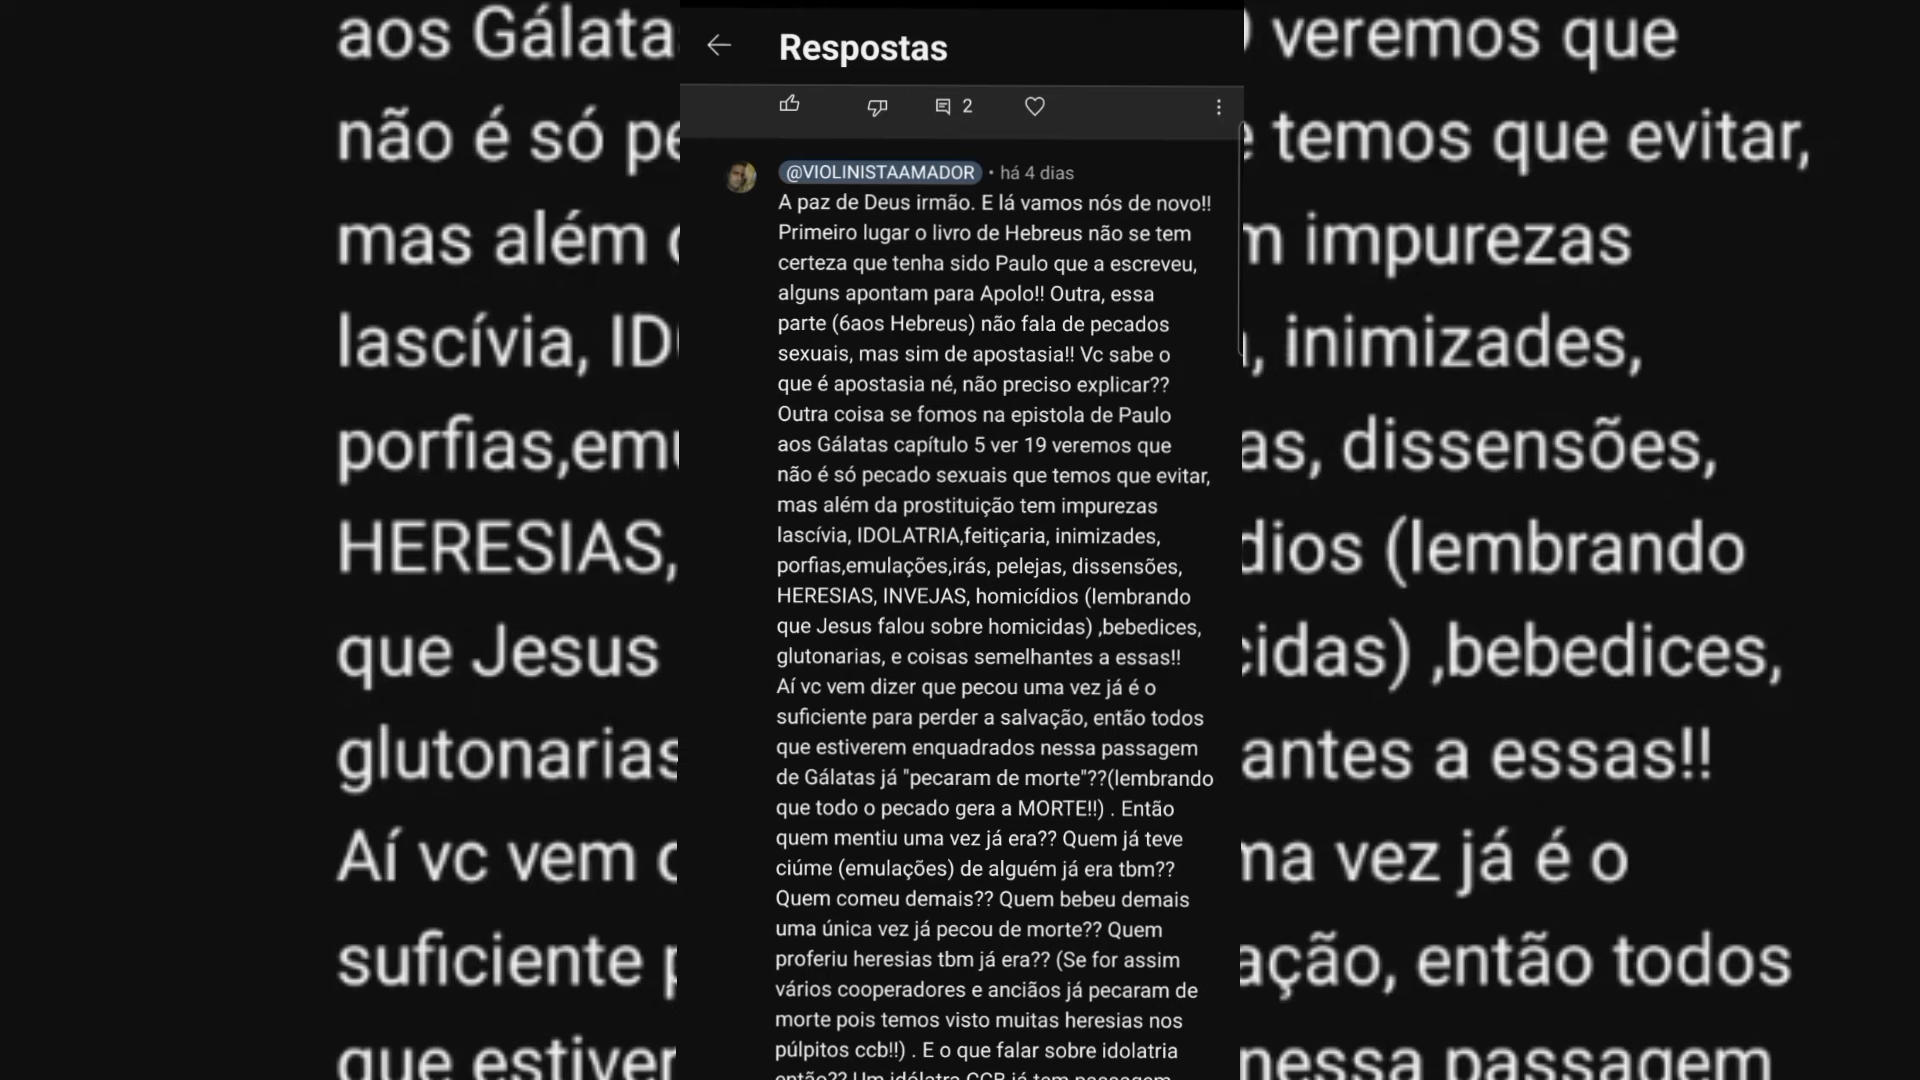 Respostas
2
@VIOLINISTAAMADOR • há 4 dias
A paz de Deus irmão. E lá vamos nós de novo!!
Primeiro lugar o livro de Hebreus não se tem
certeza que tenha sido Paulo que a escreveu,
alguns apontam para Apolo!! Outra, essa
parte (6aos Hebreus) não fala de pecados
sexuais, mas sim de apostasia!! Vc sabe o
que é apostasia né, não preciso explicar??
Outra coisa se fomos na epistola de Paulo
aos Gálatas capítulo 5 ver 19 veremos que
não é só pecado sexuais que temos que evitar,
mas além da prostituição tem impurezas
lascívia, IDOLATRIA,feitiçaria, inimizades,
porfias,emulações,irás, pelejas, dissensões,
HERESIAS, INVEJAS, homicídios (lembrando
que Jesus falou sobre homicidas) ,bebedices,
glutonarias, e coisas semelhantes a essas!!
Aí vc vem dizer que pecou uma vez já é o
suficiente para perder a salvação, então todos
que estiverem enquadrados nessa passagem
de Gálatas já "pecaram de morte"??(lembrando
que todo o pecado gera a MORTE!!) . Então
quem mentiu uma vez já era?? Quem já teve
ciúme (emulações) de alguém já era tbm??
Quem comeu demais?? Quem bebeu demais
uma única vez já pecou de morte?? Quem
proferiu heresias tbm já era?? (Se for assim
vários cooperadores e anciãos já pecaram de
morte pois temos visto muitas heresias nos
púlpitos ccb!!) . E o que falar sobre idolatria
então?? Um idólatra CCB já tem passagem